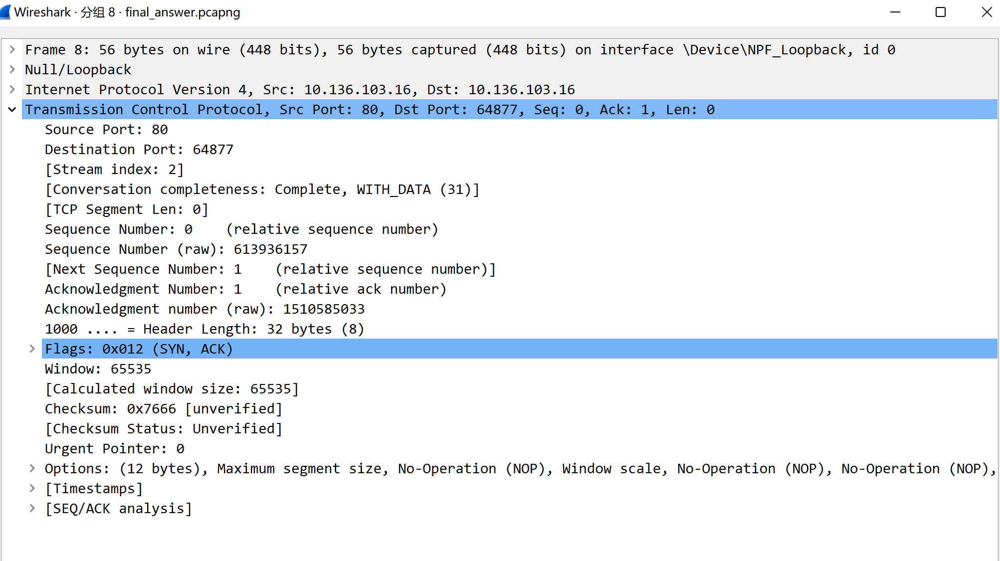 Wireshark · 分组 8 · final_answer.pcapng
Frame 8: 56 bytes on wire (448 bits), 56 bytes captured (448 bits) on interface \Device\NPF_Loopback, id 0
Null/Loopback
Internet Protocol Version 4, Src: 10.136.103.16, Dst: 10.136.103.16
Transmission Control Protocol, Src Port: 80, Dst Port: 64877, Seq: 0, Ack: 1, Len: 0
Source Port: 80
Destination Port: 64877
[Stream index: 2]
[Conversation completeness: Complete, WITH_DATA (31)]
[TCP Segment Len: 0]
Sequence Number: 0    (relative sequence number)
Sequence Number (raw): 613936157
[Next Sequence Number: 1    (relative sequence number)]
Acknowledgment Number: 1    (relative ack number)
Acknowledgment number (raw): 1510585033
1000 .... = Header Length: 32 bytes (8)
Flags: 0x012 (SYN, ACK)
Window: 65535
[Calculated window size: 65535]
Checksum: 0x7666 [unverified]
[Checksum Status: Unverified]
Urgent Pointer: 0
Options: (12 bytes), Maximum segment size, No-Operation (NOP), Window scale, No-Operation (NOP), No-Operation (NOP),
[Timestamps]
[SEQ/ACK analysis]